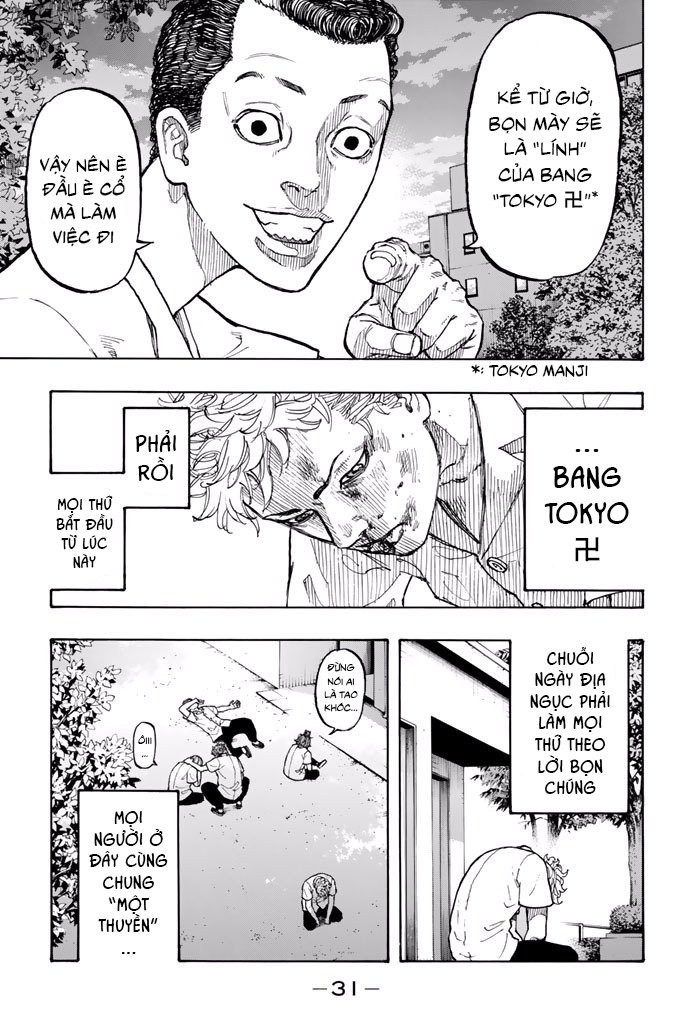 KỂ TỪ GIỜ,
BỌN MÀY SẼ
LÀ "LÍNH"
CỦA BANG
"TOKYO 卍"*
VẬY NÊN È
ĐẦU È CỔ
MÀ LÀM
VIỆC ĐI
*: TOKYO MANJI
...
BANG
TOKYO
卍
PHẢI
RỒI
MỌI THỨ
BẮT ĐẦU
TỪ LÚC
NÀY
CHUỖI
NGÀY ĐỊA
NGỤC PHẢI
LÀM MỌI
THỨ THEO
LỜI BỌN
CHÚNG
ĐỪNG
NÓI AI
LÀ TAO
KHÓC...
ÔIII
...
MỌI
NGƯỜI Ở
ĐÂY CÙNG
CHUNG
"MỘT
THUYỀN"
...
–31–